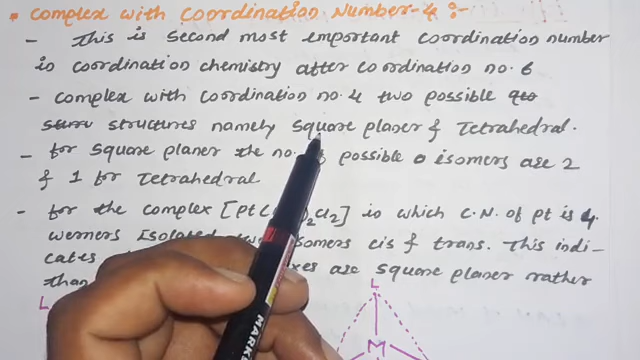 * Complex with Coordination Number-4 :-
- This is second most important coordination number
in coordination chemistry after coordination no. 6
- complex with coordination no. 4 two possible
structures namely square planer & Tetrahedral.
- for square planer the no. possible isomers are 2
& 1 for Tetrahedral
- for the complex [Pt Cl2] in which C.N. of pt is 4.
werners Isolated isomers cis & trans. This indi-
cates are square planer rather
than
L L
M
MARK